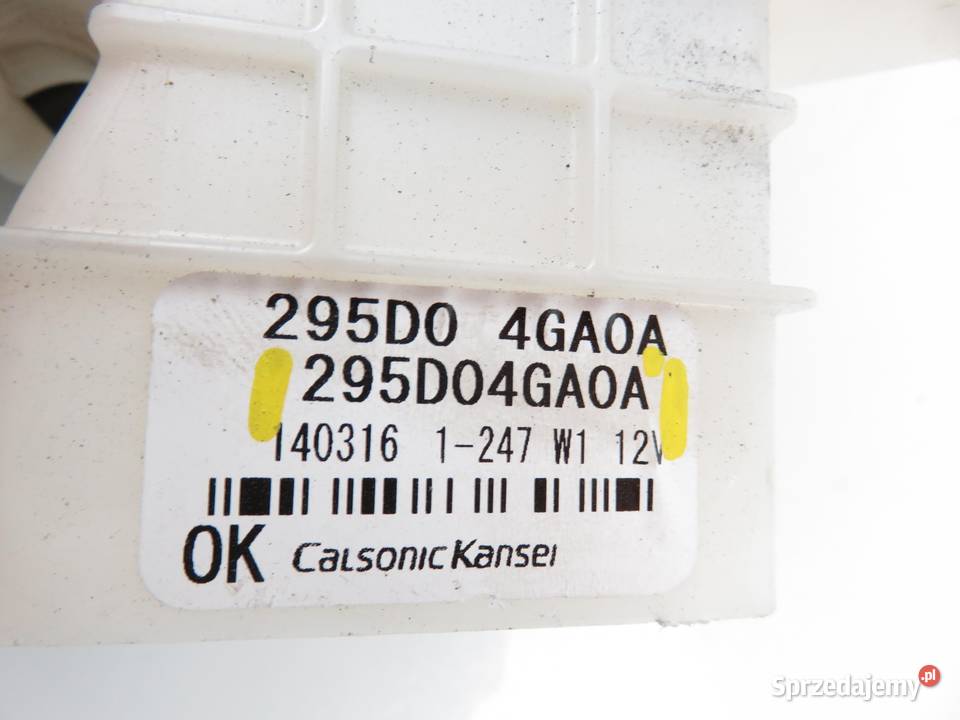 295D0 4GA0A
295D04GA0A
140316 1-247 W1 12V
OK CalsonicKansei
Sprzedajemy .pl